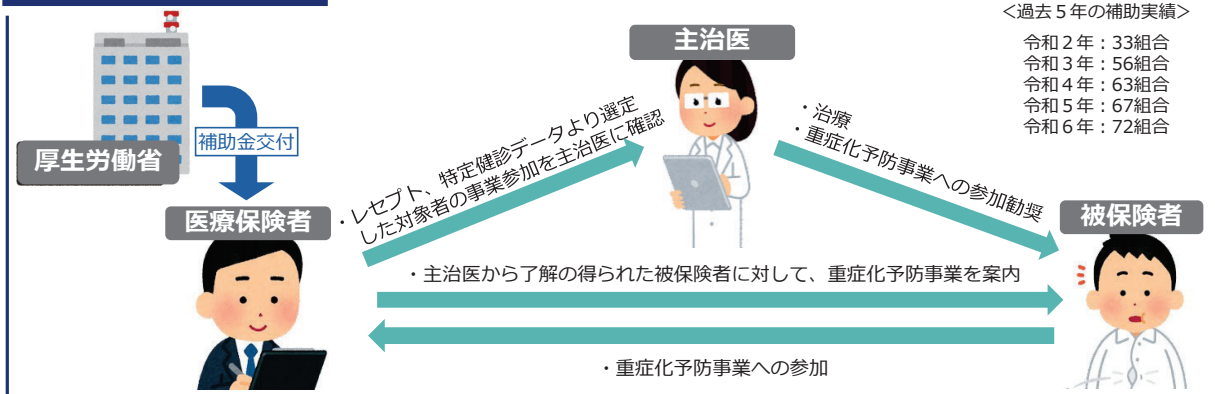 ＜過去５年の補助実績＞
令和２年：33組合
令和３年：56組合
令和４年：63組合
令和５年：67組合
令和６年：72組合
主治医
厚生労働省
補助金交付
医療保険者
・レセプト、特定健診データより選定
した対象者の事業参加を主治医に確認
・治療
・重症化予防事業への参加勧奨
被保険者
・主治医から了解の得られた被保険者に対して、重症化予防事業を案内
・重症化予防事業への参加